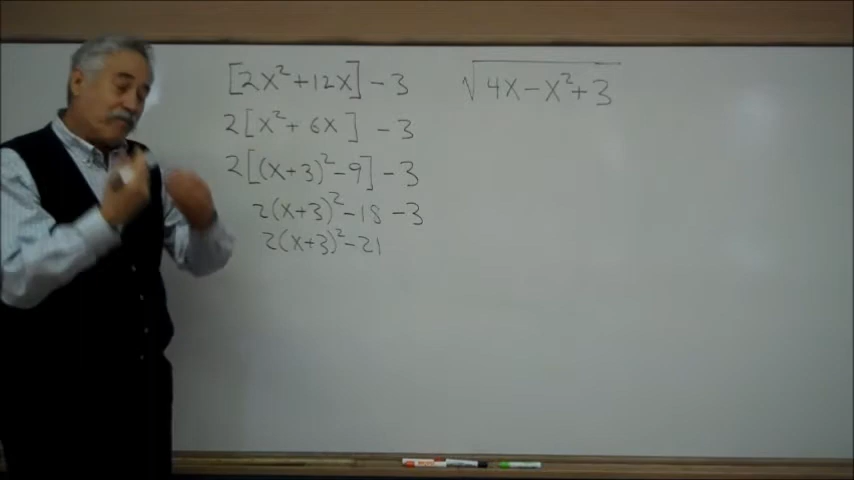 [2x² + 12x] - 3
2[x² + 6x] - 3
2[(x+3)² - 9] - 3
2(x+3)² - 18 - 3
2(x+3)² - 21
√(4x - x² + 3)